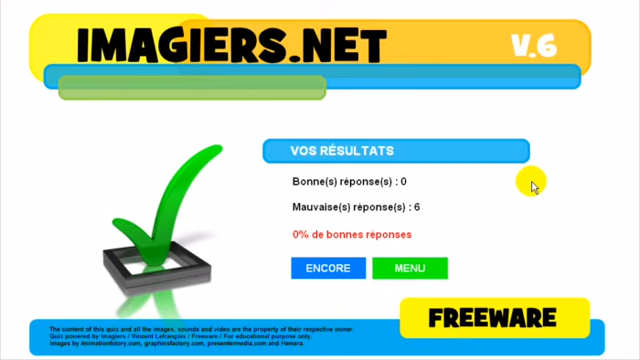 IMAGIERS.NET
V.6
VOS RÉSULTATS
Bonne(s) réponse(s) : 0
Mauvaise(s) réponse(s) : 6
0% de bonnes réponses
ENCORE
MENU
FREEWARE
The content of this quiz and all the images, sounds and video are the property of their respective owner.
Quiz powered by Imagiers / Vincent Lefrançois / Freeware / For educational purpose only.
Images by Animationfactory.com, graphicsfactory.com, presentermedia.com and Hemera.